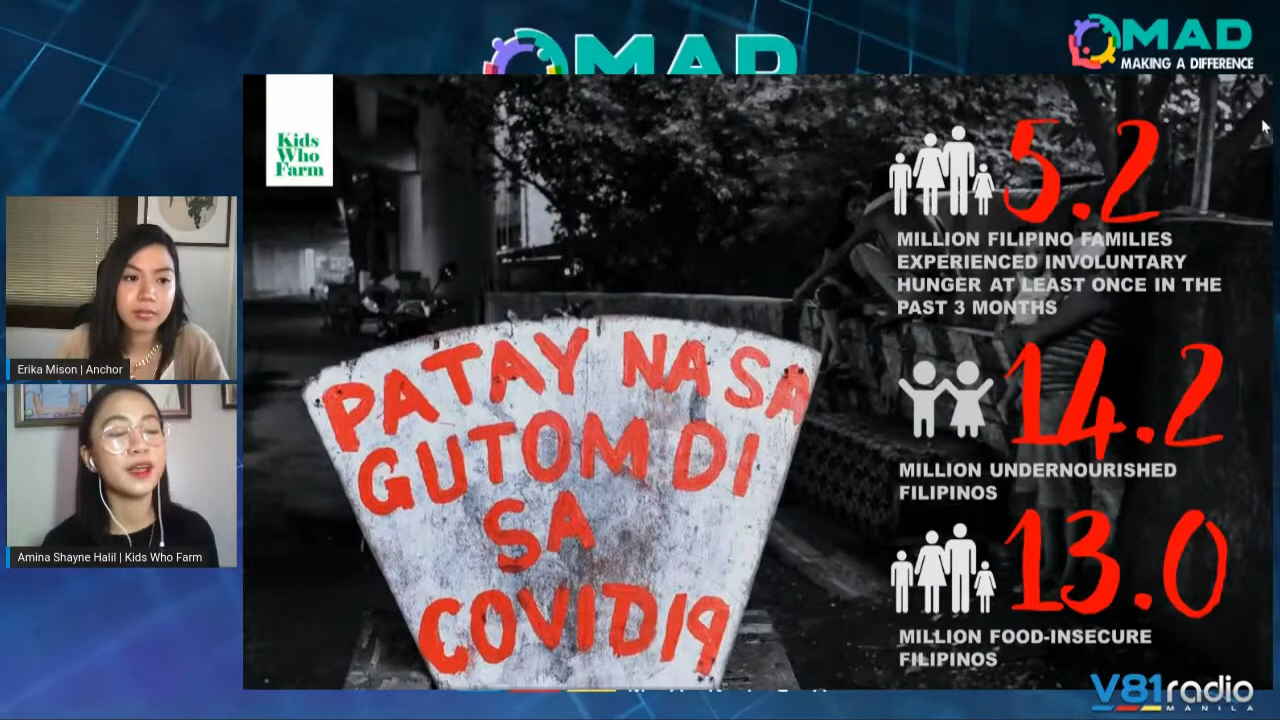 MAD
MAD
MAKING A DIFFERENCE
Kids
Who
Farm
5.2
MILLION FILIPINO FAMILIES
EXPERIENCED INVOLUNTARY
HUNGER AT LEAST ONCE IN THE
PAST 3 MONTHS
PATAY NASA
GUTOM DI
SA
COVID19
14.2
MILLION UNDERNOURISHED
FILIPINOS
13.0
MILLION FOOD-INSECURE
FILIPINOS
Erika Mison | Anchor
Amina Shayne Halil | Kids Who Farm
V81radio
MANILA